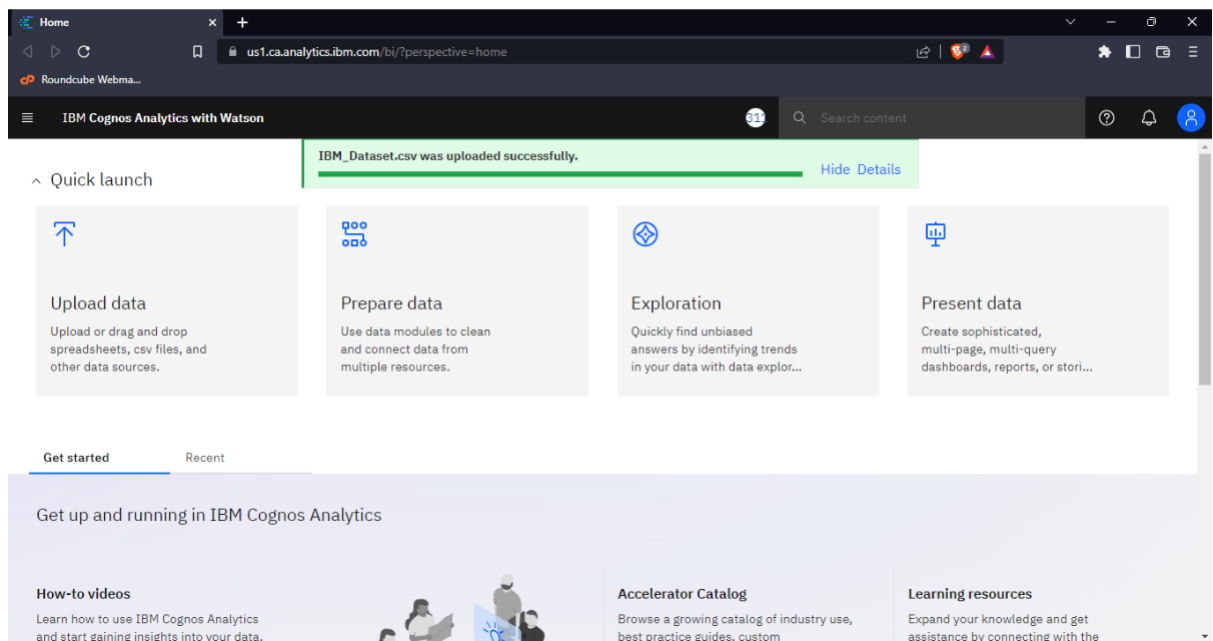 Home
us1.ca.analytics.ibm.com/bi/?perspective=home
2
cP Roundcube Webma...
IBM Cognos Analytics with Watson
311
Search content
IBM_Dataset.csv was uploaded successfully.
Hide Details
Quick launch
Upload data
Upload or drag and drop
spreadsheets, csv files, and
other data sources.
Prepare data
Use data modules to clean
and connect data from
multiple resources.
Exploration
Quickly find unbiased
answers by identifying trends
in your data with data explor...
Present data
Create sophisticated,
multi-page, multi-query
dashboards, reports, or stori...
Get started
Recent
Get up and running in IBM Cognos Analytics
How-to videos
Learn how to use IBM Cognos Analytics
and start gaining insights into your data.
Accelerator Catalog
Browse a growing catalog of industry use,
best practice guides, custom
Learning resources
Expand your knowledge and get
assistance by connecting with the